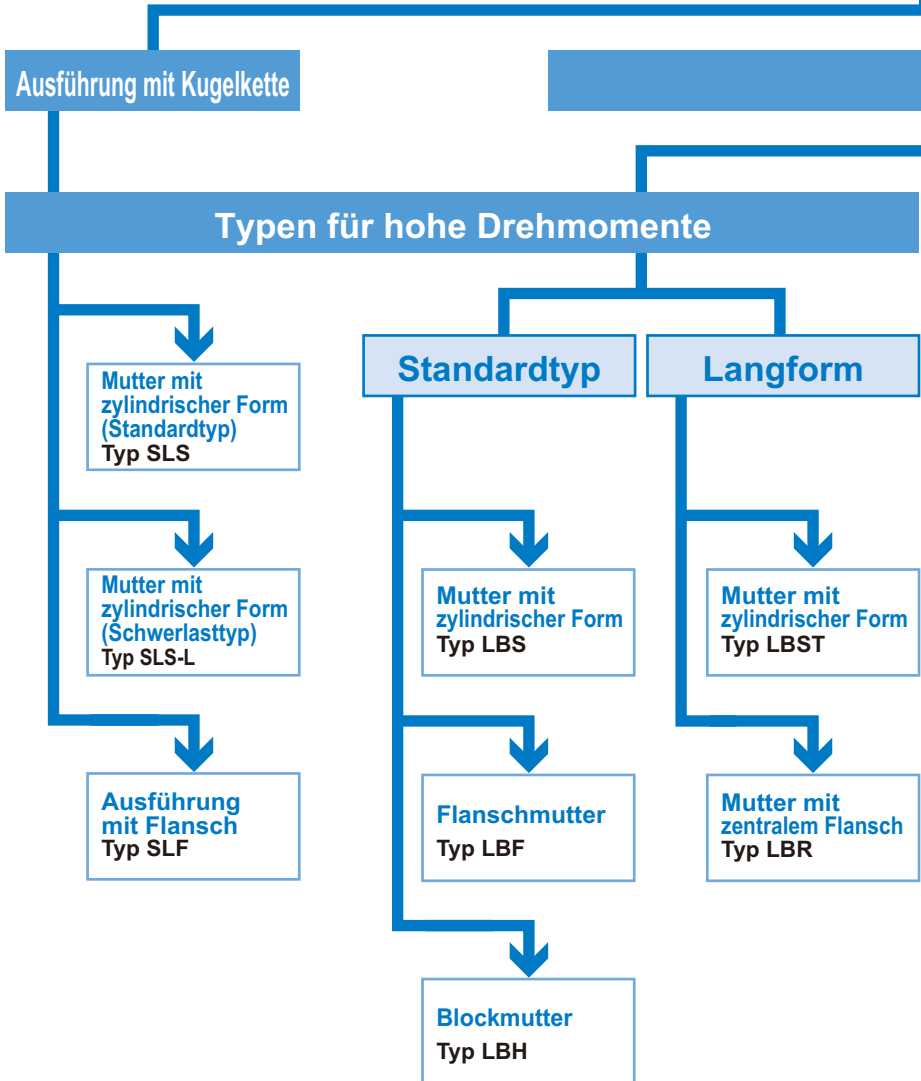 Ausführung mit Kugelkette
Typen für hohe Drehmomente
Standardtyp
Langform
Mutter mit
zylindrischer Form
(Standardtyp)
Typ SLS
Mutter mit
zylindrischer Form
(Schwerlasttyp)
Typ SLS-L
Mutter mit
zylindrischer Form
Typ LBS
Mutter mit
zylindrischer Form
Typ LBST
Ausführung
mit Flansch
Typ SLF
Flanschmutter
Typ LBF
Mutter mit
zentralem Flansch
Typ LBR
Blockmutter
Typ LBH